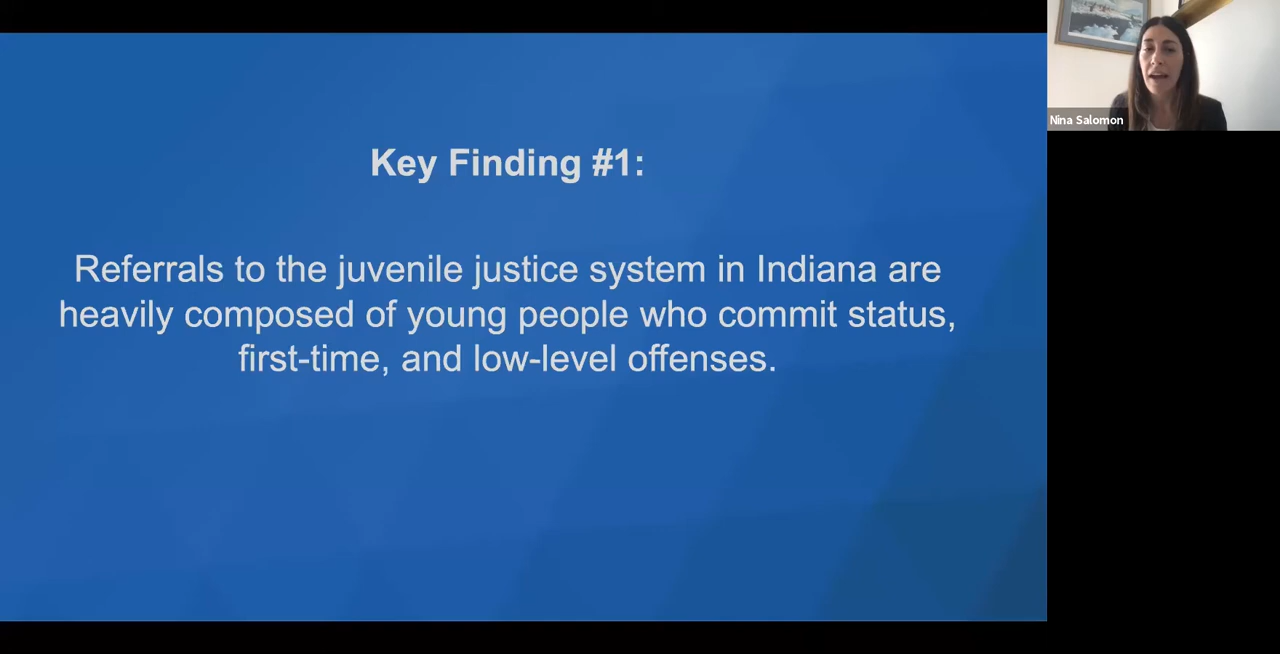 Key Finding #1:
Referrals to the juvenile justice system in Indiana are
heavily composed of young people who commit status,
first-time, and low-level offenses.
Nina Salomon